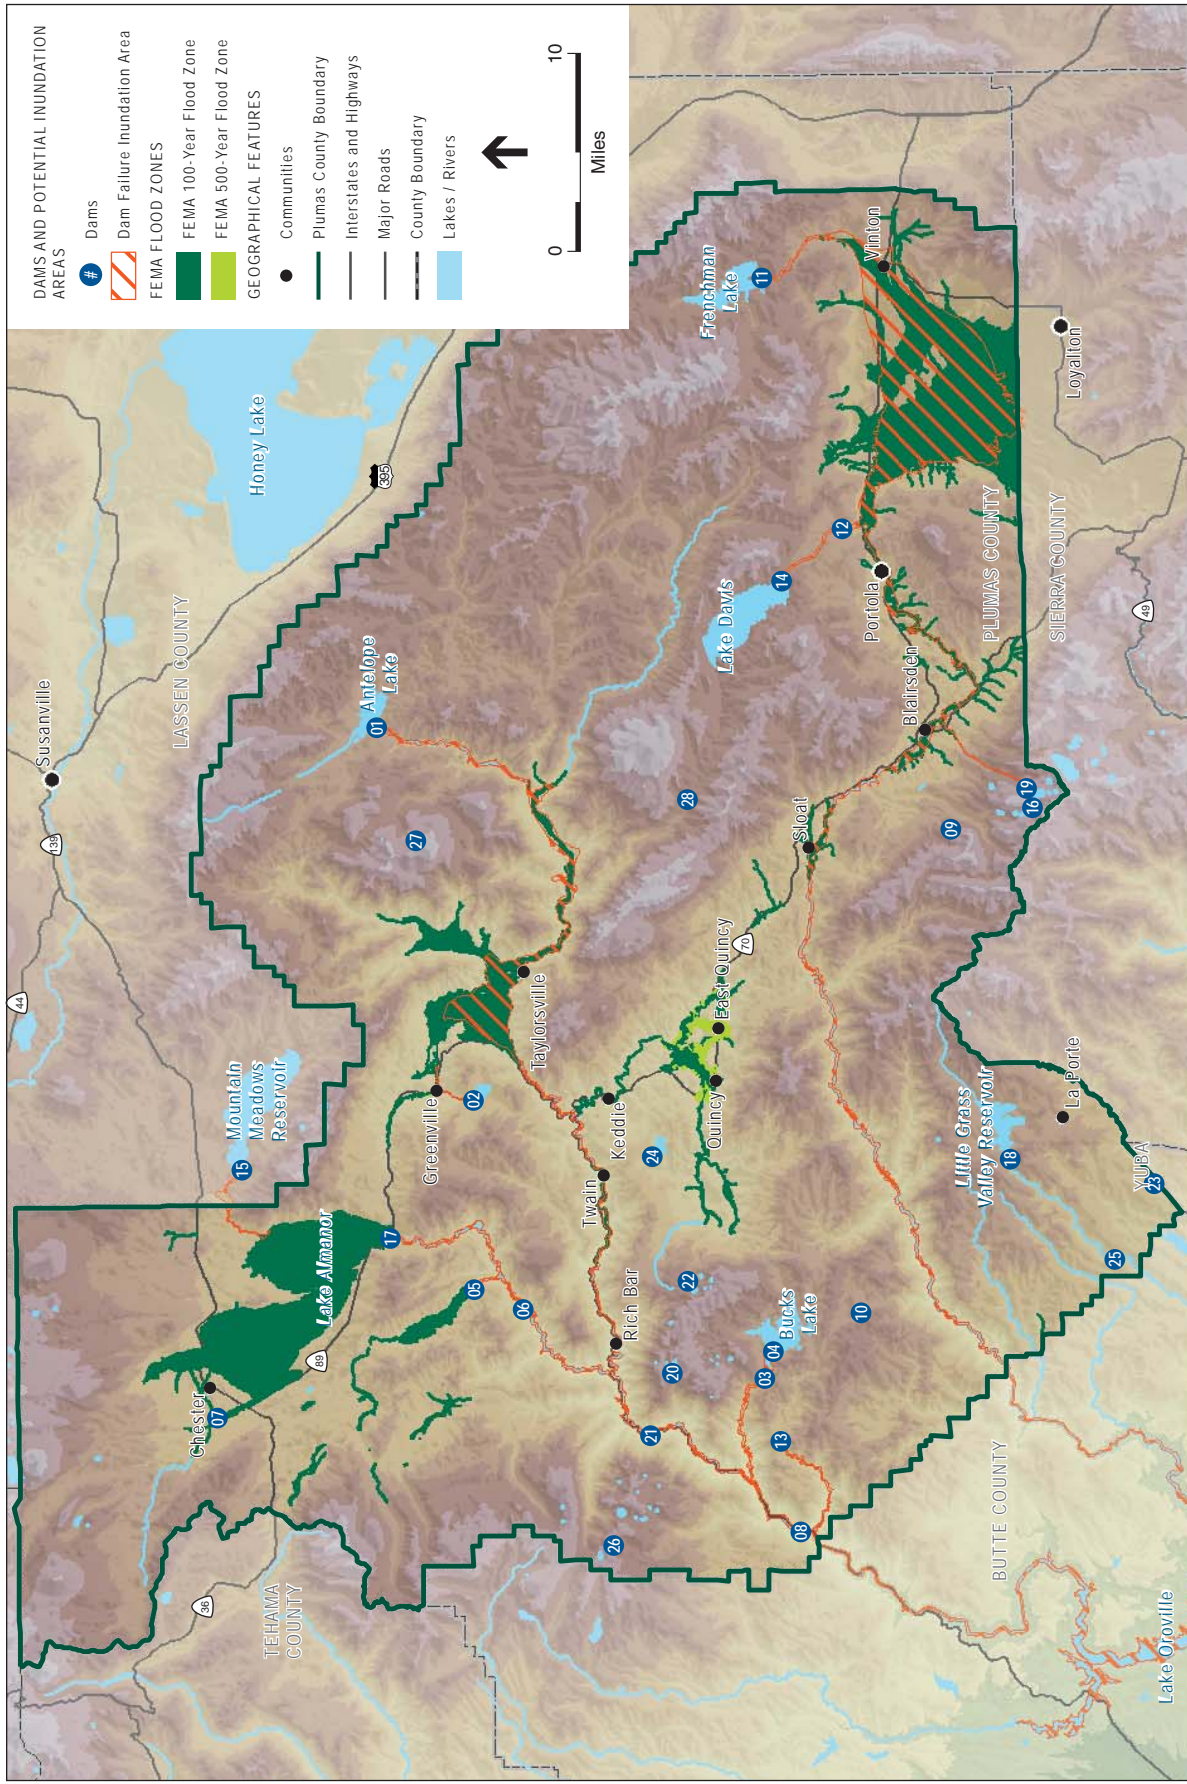 DAMS AND POTENTIAL INUNDATION
AREAS
#
Dams
Dam Failure Inundation Area
FEMA FLOOD ZONES
FEMA 100-Year Flood Zone
FEMA 500-Year Flood Zone
GEOGRAPHICAL FEATURES
Communities
Plumas County Boundary
Interstates and Highways
Major Roads
County Boundary
Lakes / Rivers
0
10
Miles
36
TEHAMA
COUNTY
Chester
07
89
Lake Almanor
17
15
Mountain
Meadows
Reservoir
44
139
Susanville
LASSEN COUNTY
Honey Lake
395
Antelope
Lake
01
27
Greenville
02
Taylorsville
05
06
26
Rich Bar
Twain
Keddie
24
21
20
22
28
Quincy
East Quincy
70
Sloat
Frenchman
Lake
11
Lake Davis
14
12
Portola
Vinton
Blairsden
Bucks
Lake
04
03
13
08
10
09
16
19
PLUMAS COUNTY
SIERRA COUNTY
Loyalton
49
Little Grass
Valley Reservoir
18
La Porte
YUBA
23
25
BUTTE COUNTY
Lake Oroville